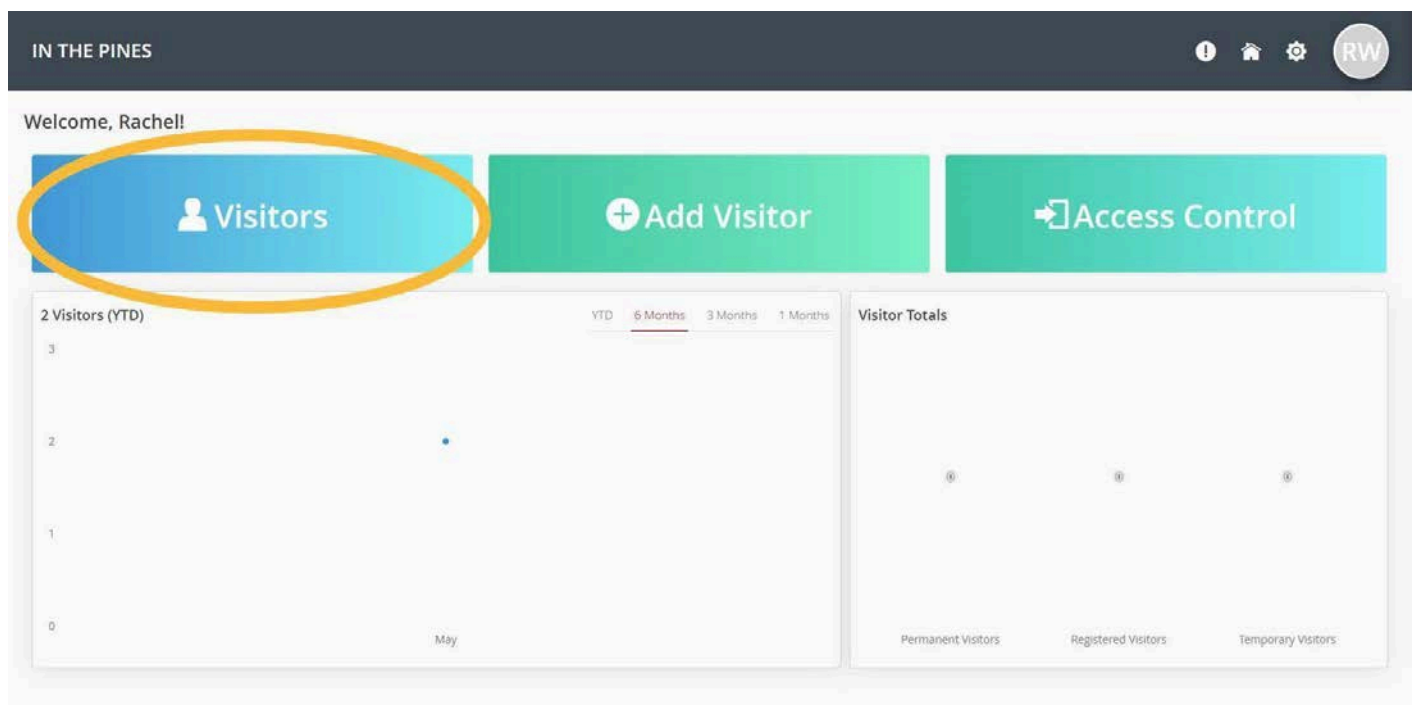 IN THE PINES
RW
Welcome, Rachel!
Visitors
Add Visitor
Access Control
2 Visitors (YTD)
YTD 6 Months 3 Months 1 Months
Visitor Totals
3
2
1
0
May
Permanent Visitors Registered Visitors Temporary Visitors